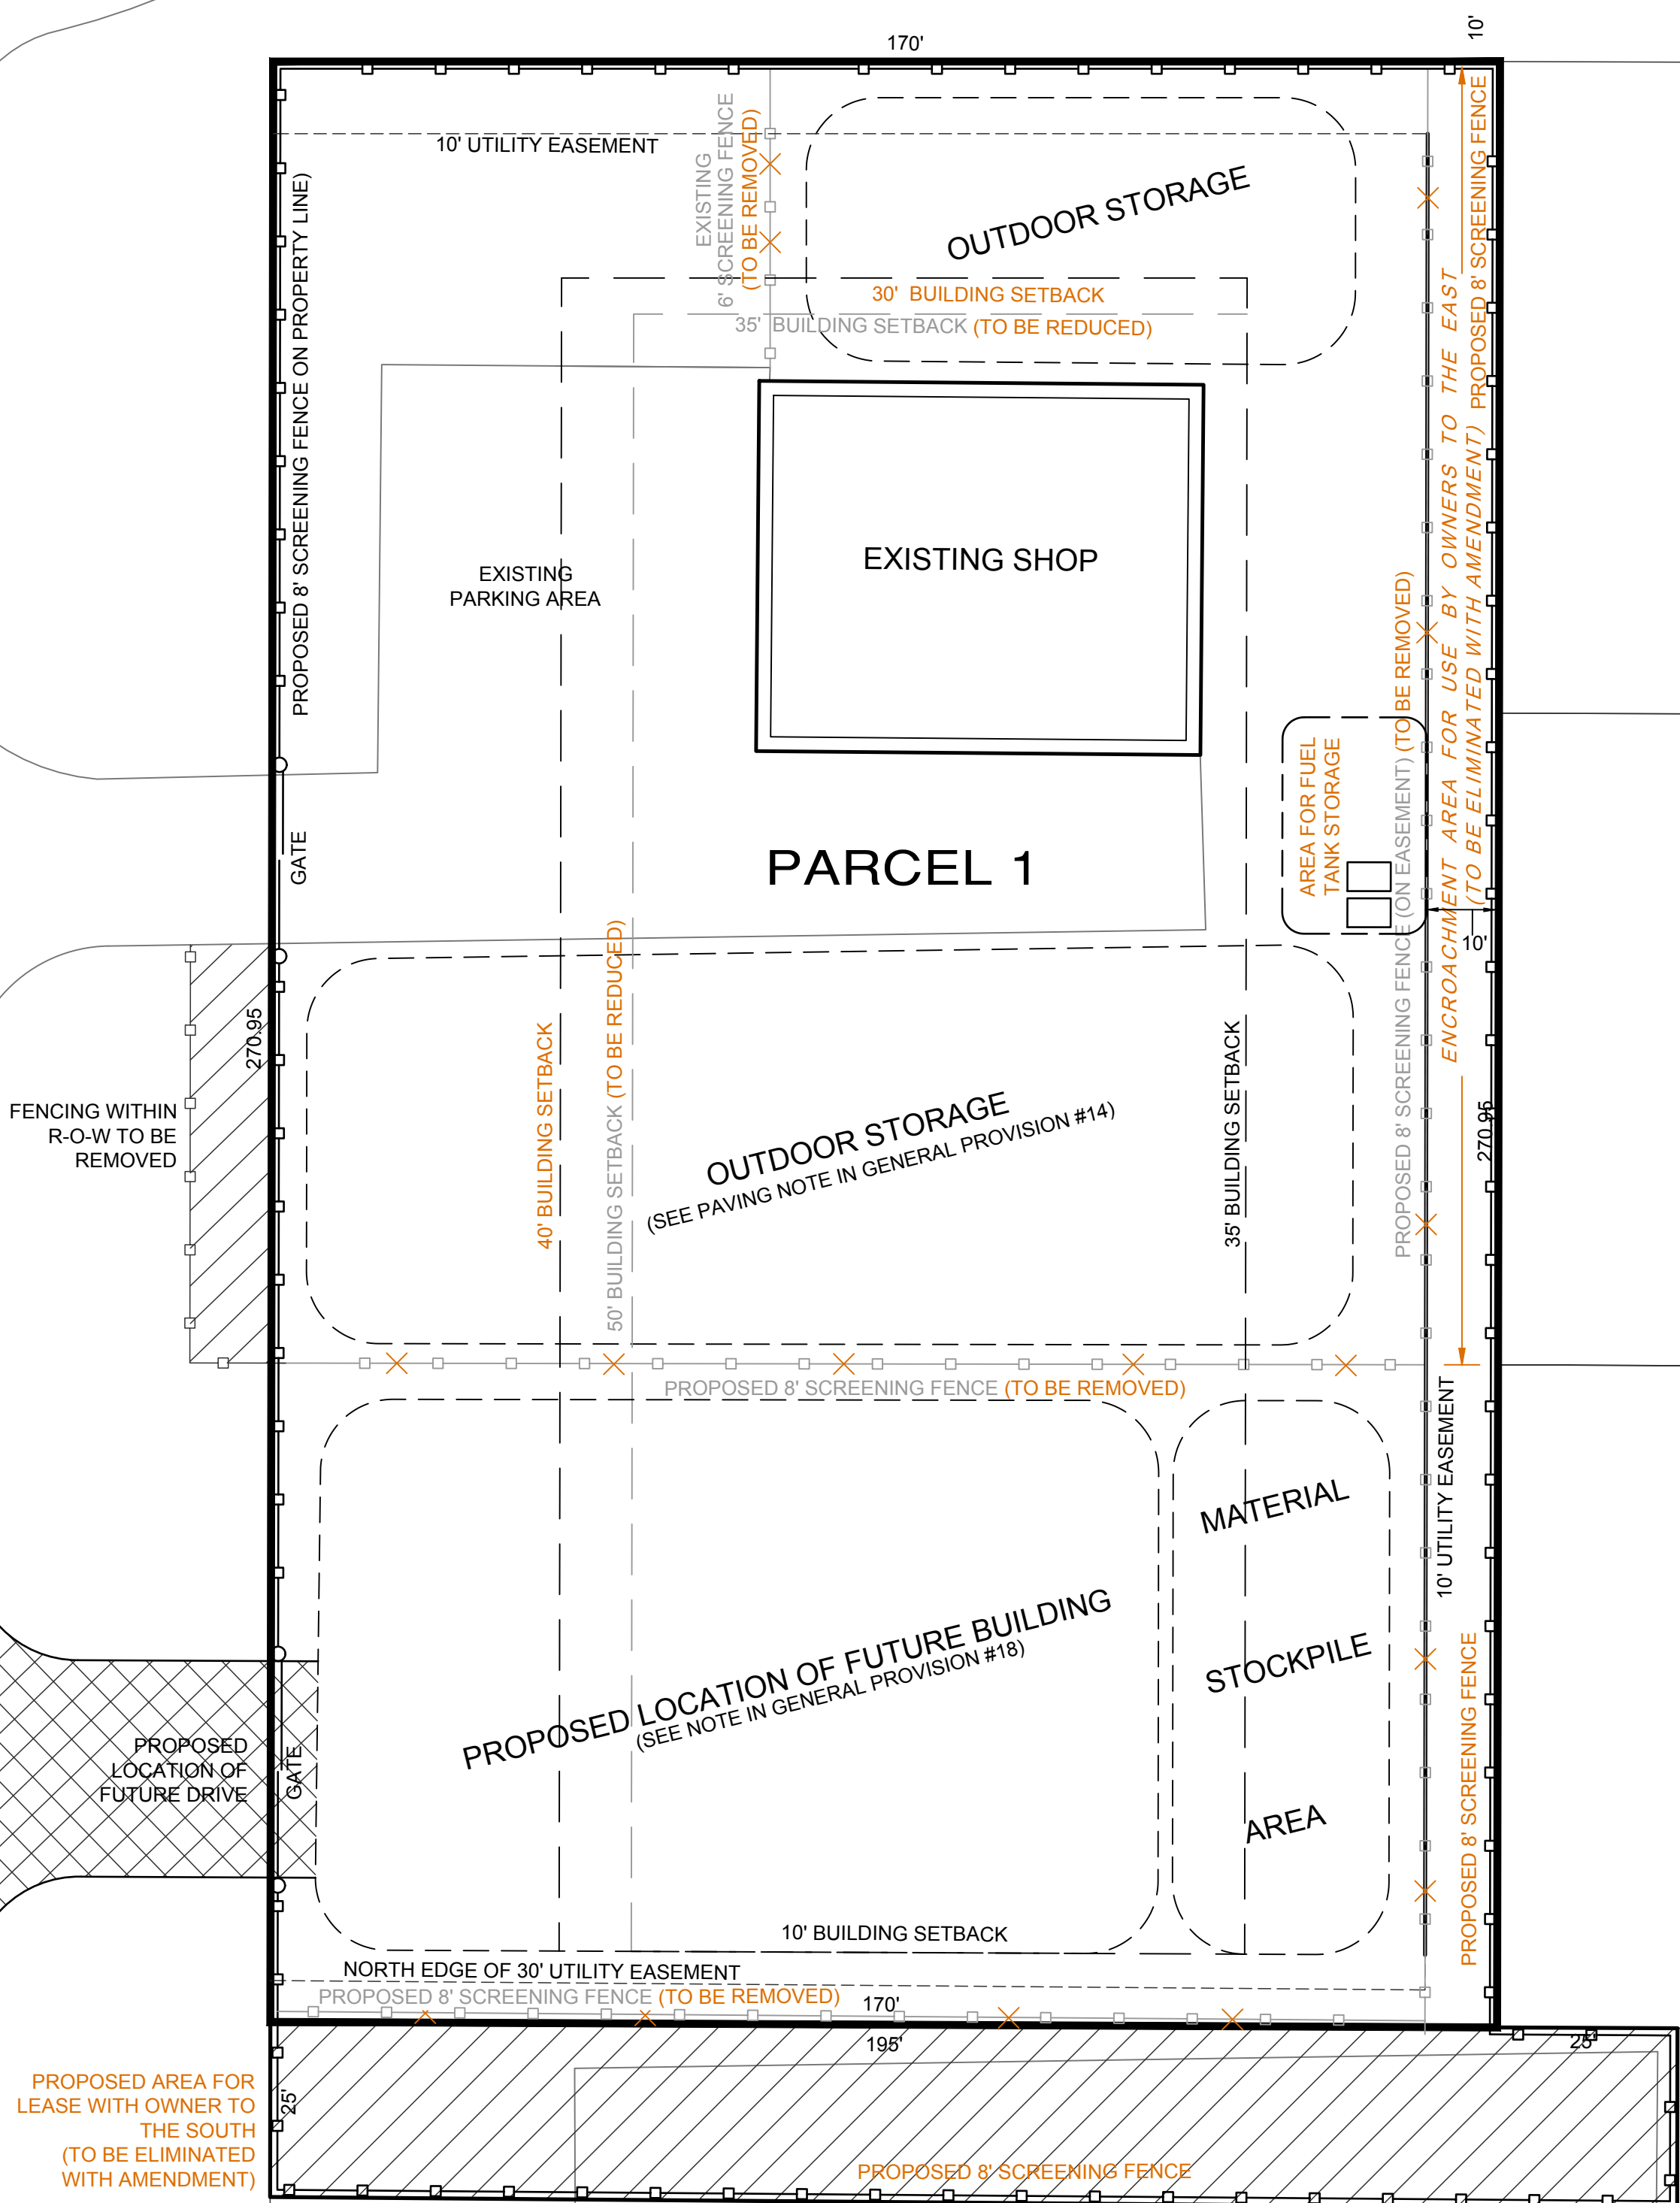 170'
10'
10' UTILITY EASEMENT
EXISTING
6' SCREENING FENCE
(TO BE REMOVED)
OUTDOOR STORAGE
30' BUILDING SETBACK
35' BUILDING SETBACK (TO BE REDUCED)
PROPOSED 8' SCREENING FENCE ON PROPERTY LINE)
PROPOSED 8' SCREENING FENCE
ENCROACHMENT AREA FOR USE BY OWNERS TO THE EAST
(TO BE ELIMINATED WITH AMENDMENT)
EXISTING SHOP
EXISTING
PARKING AREA
PROPOSED 8' SCREENING FENCE (ON EASEMENT) (TO BE REMOVED)
AREA FOR FUEL
TANK STORAGE
GATE
PARCEL 1
10'
270.95
FENCING WITHIN
R-O-W TO BE
REMOVED
40' BUILDING SETBACK
50' BUILDING SETBACK (TO BE REDUCED)
OUTDOOR STORAGE
(SEE PAVING NOTE IN GENERAL PROVISION #14)
35' BUILDING SETBACK
270.95
PROPOSED 8' SCREENING FENCE (TO BE REMOVED)
10' UTILITY EASEMENT
MATERIAL
STOCKPILE
AREA
PROPOSED LOCATION OF FUTURE BUILDING
(SEE NOTE IN GENERAL PROVISION #18)
PROPOSED
LOCATION OF
FUTURE DRIVE
GATE
PROPOSED 8' SCREENING FENCE
10' BUILDING SETBACK
NORTH EDGE OF 30' UTILITY EASEMENT
PROPOSED 8' SCREENING FENCE (TO BE REMOVED)
170'
195'
25'
25'
PROPOSED AREA FOR
LEASE WITH OWNER TO
THE SOUTH
(TO BE ELIMINATED
WITH AMENDMENT)
PROPOSED 8' SCREENING FENCE